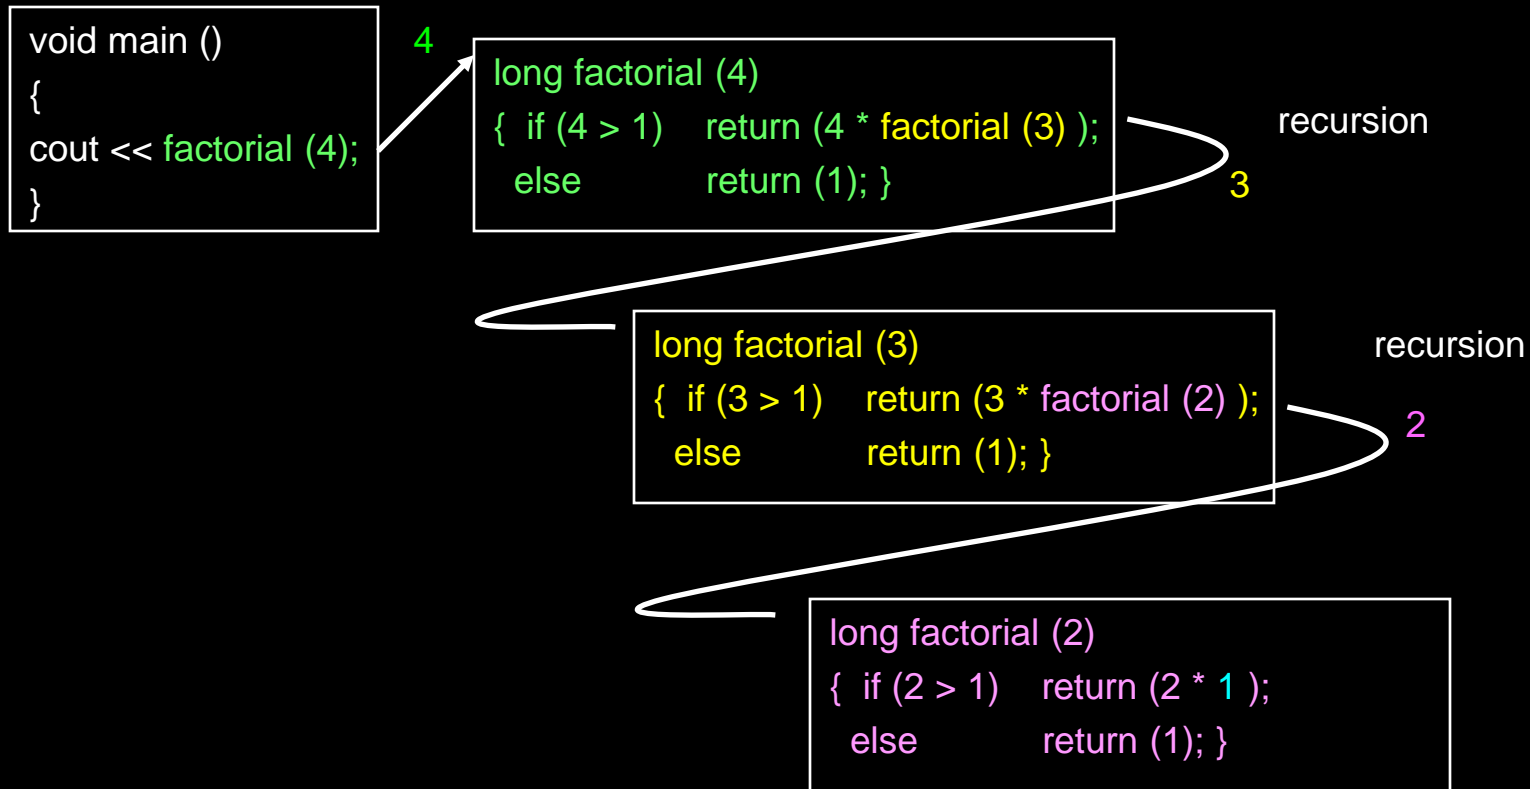 void main ()
{
cout << factorial (4);
}
4
long factorial (4)
{ if (4 > 1) return (4 * factorial (3) );
else return (1); }
recursion
3
long factorial (3)
{ if (3 > 1) return (3 * factorial (2) );
else return (1); }
recursion
2
long factorial (2)
{ if (2 > 1) return (2 * 1 );
else return (1); }